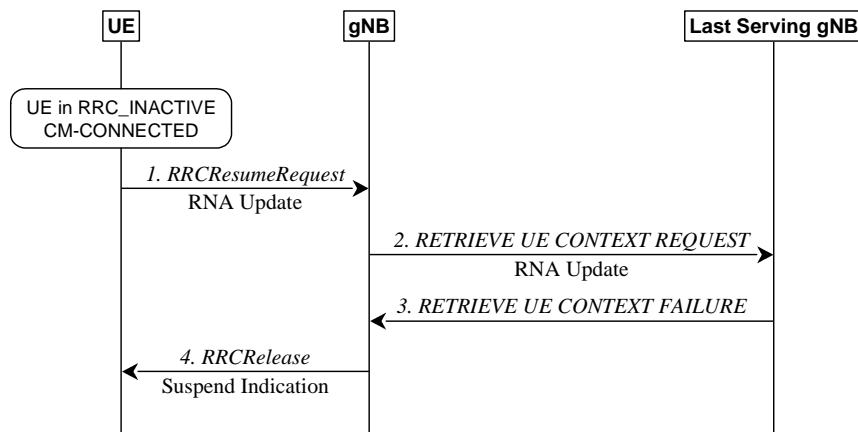 UE
gNB
Last Serving gNB
UE in RRC_INACTIVE
CM-CONNECTED
1. RRCResumeRequest
RNA Update
2. RETRIEVE UE CONTEXT REQUEST
RNA Update
3. RETRIEVE UE CONTEXT FAILURE
4. RRCRelease
Suspend Indication